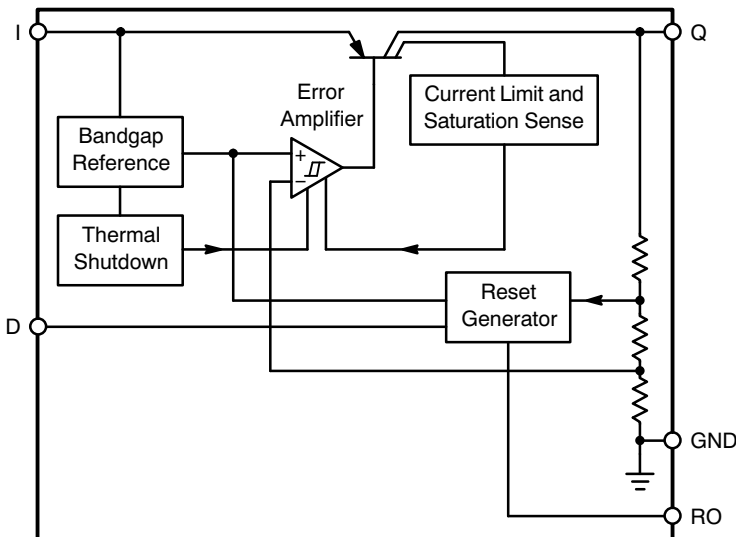 I
Q
Error
Amplifier
Current Limit and
Saturation Sense
Bandgap
Reference
+
−
Thermal
Shutdown
Reset
Generator
D
GND
RO